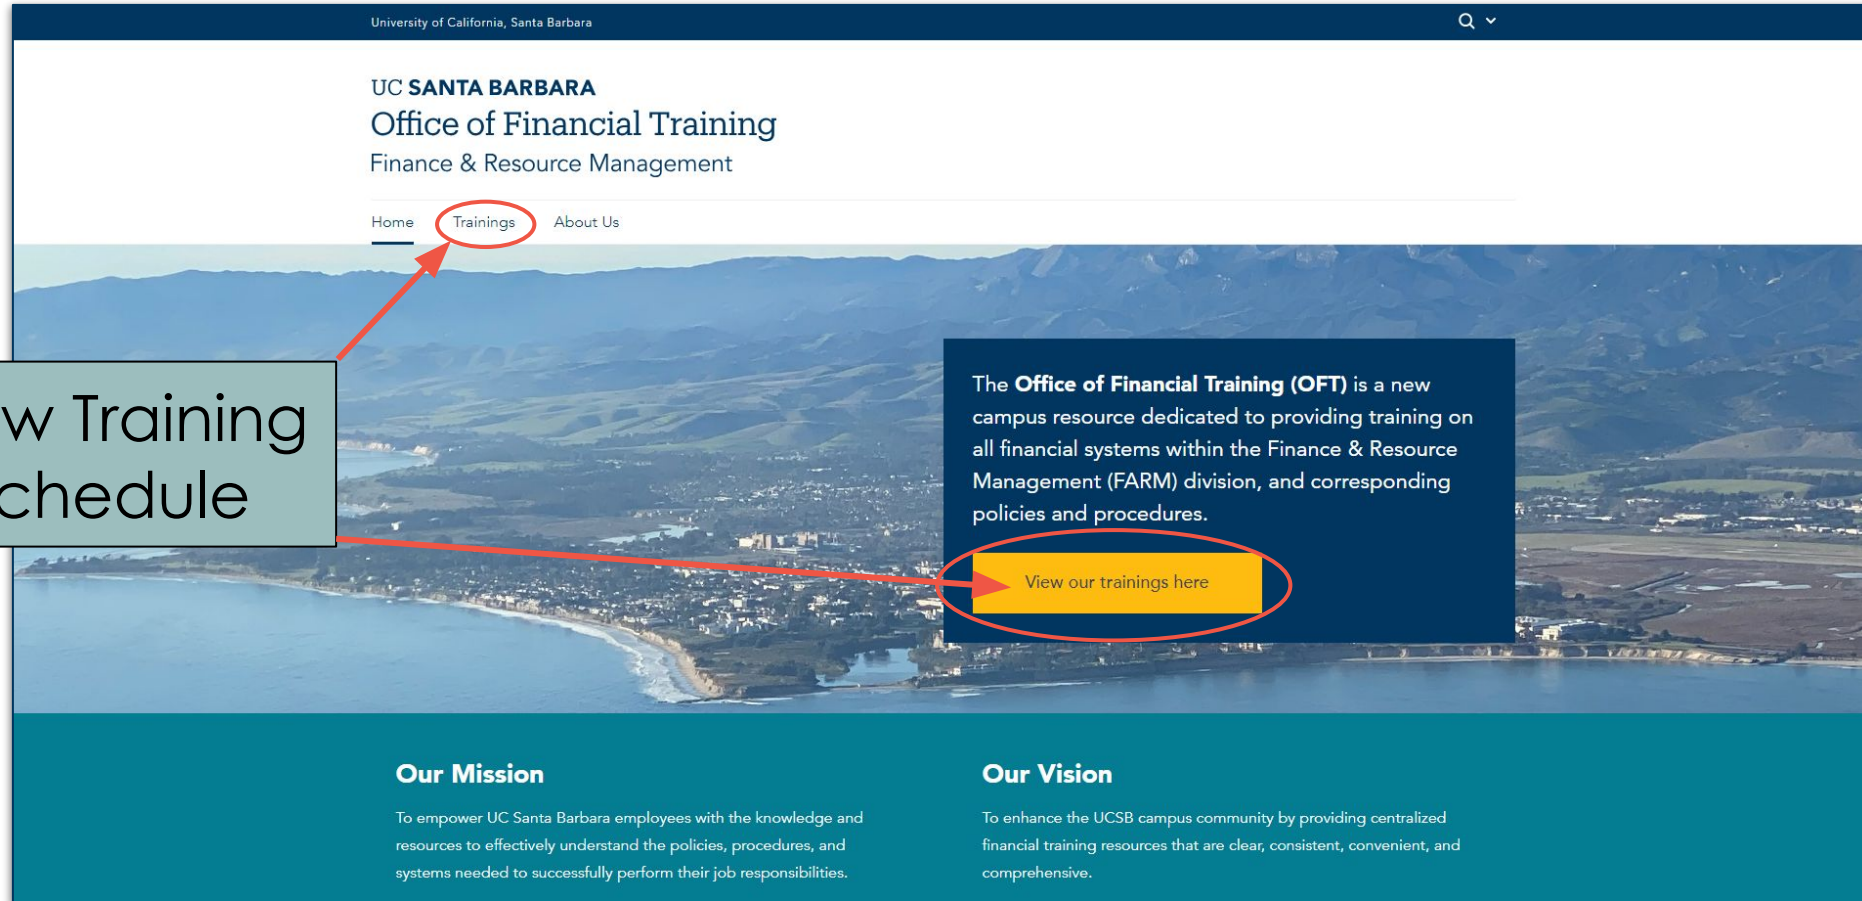 University of California, Santa Barbara
UC SANTA BARBARA
Office of Financial Training
Finance & Resource Management
Home Trainings About Us
Training
The Office of Financial Training (OFT) is a new
campus resource dedicated to providing training on
all financial systems within the Finance & Resource
Management (FARM) division, and corresponding
policies and procedures.
View our trainings here
Our Mission
To empower UC Santa Barbara employees with the knowledge and
resources to effectively understand the policies, procedures, and
systems needed to successfully perform their job responsibilities.
Our Vision
To enhance the UCSB campus community by providing centralized
financial training resources that are clear, consistent, convenient, and
comprehensive.